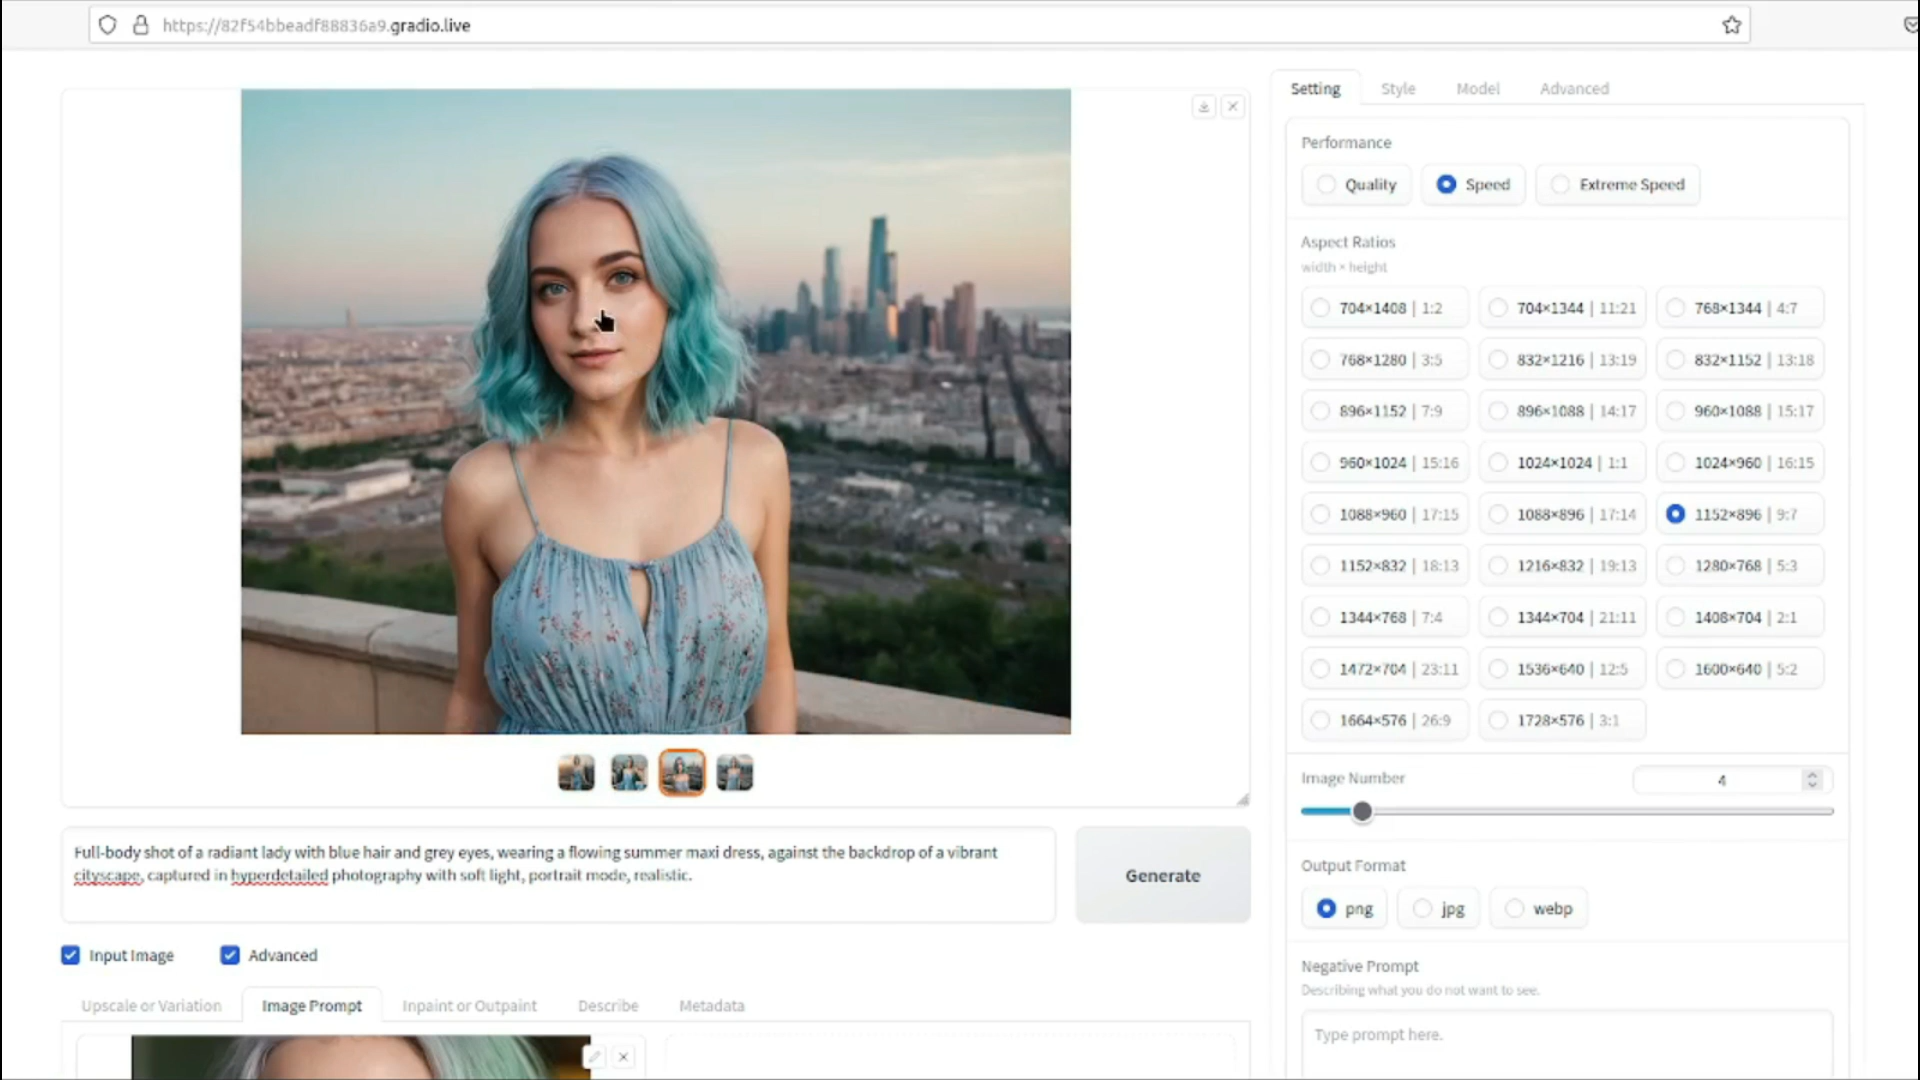 https://82f54bbeadf88836a9.gradio.live
Setting Style Model Advanced
Performance
Quality Speed Extreme Speed
Aspect Ratios
width × height
704×1408 | 1:2 704×1344 | 11:21 768×1344 | 4:7
768×1280 | 3:5 832×1216 | 13:19 832×1152 | 13:18
896×1152 | 7:9 896×1088 | 14:17 960×1088 | 15:17
960×1024 | 15:16 1024×1024 | 1:1 1024×960 | 16:15
1088×960 | 17:15 1088×896 | 17:14 1152×896 | 9:7
1152×832 | 18:13 1216×832 | 19:13 1280×768 | 5:3
1344×768 | 7:4 1344×704 | 21:11 1408×704 | 2:1
1472×704 | 23:11 1536×640 | 12:5 1600×640 | 5:2
1664×576 | 26:9 1728×576 | 3:1
Image Number 4
Full-body shot of a radiant lady with blue hair and grey eyes, wearing a flowing summer maxi dress, against the backdrop of a vibrant
cityscape, captured in hyperdetailed photography with soft light, portrait mode, realistic.
Generate
Output Format
png jpg webp
Input Image Advanced
Negative Prompt
Describing what you do not want to see.
Upscale or Variation Image Prompt Inpaint or Outpaint Describe Metadata
Type prompt here.